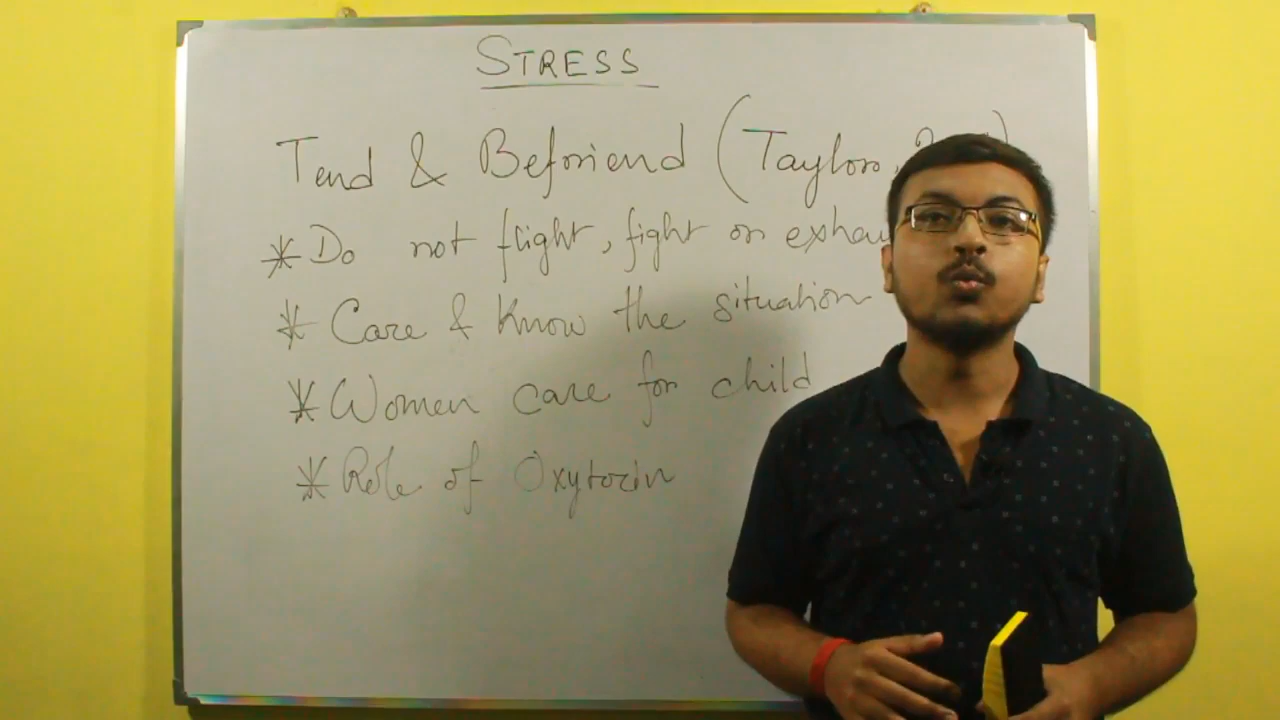 STRESS
Tend & Befriend (Taylor,
* Do not flight, fight or
* Care & Know the situation
* Women care for child
* Role of Oxytocin